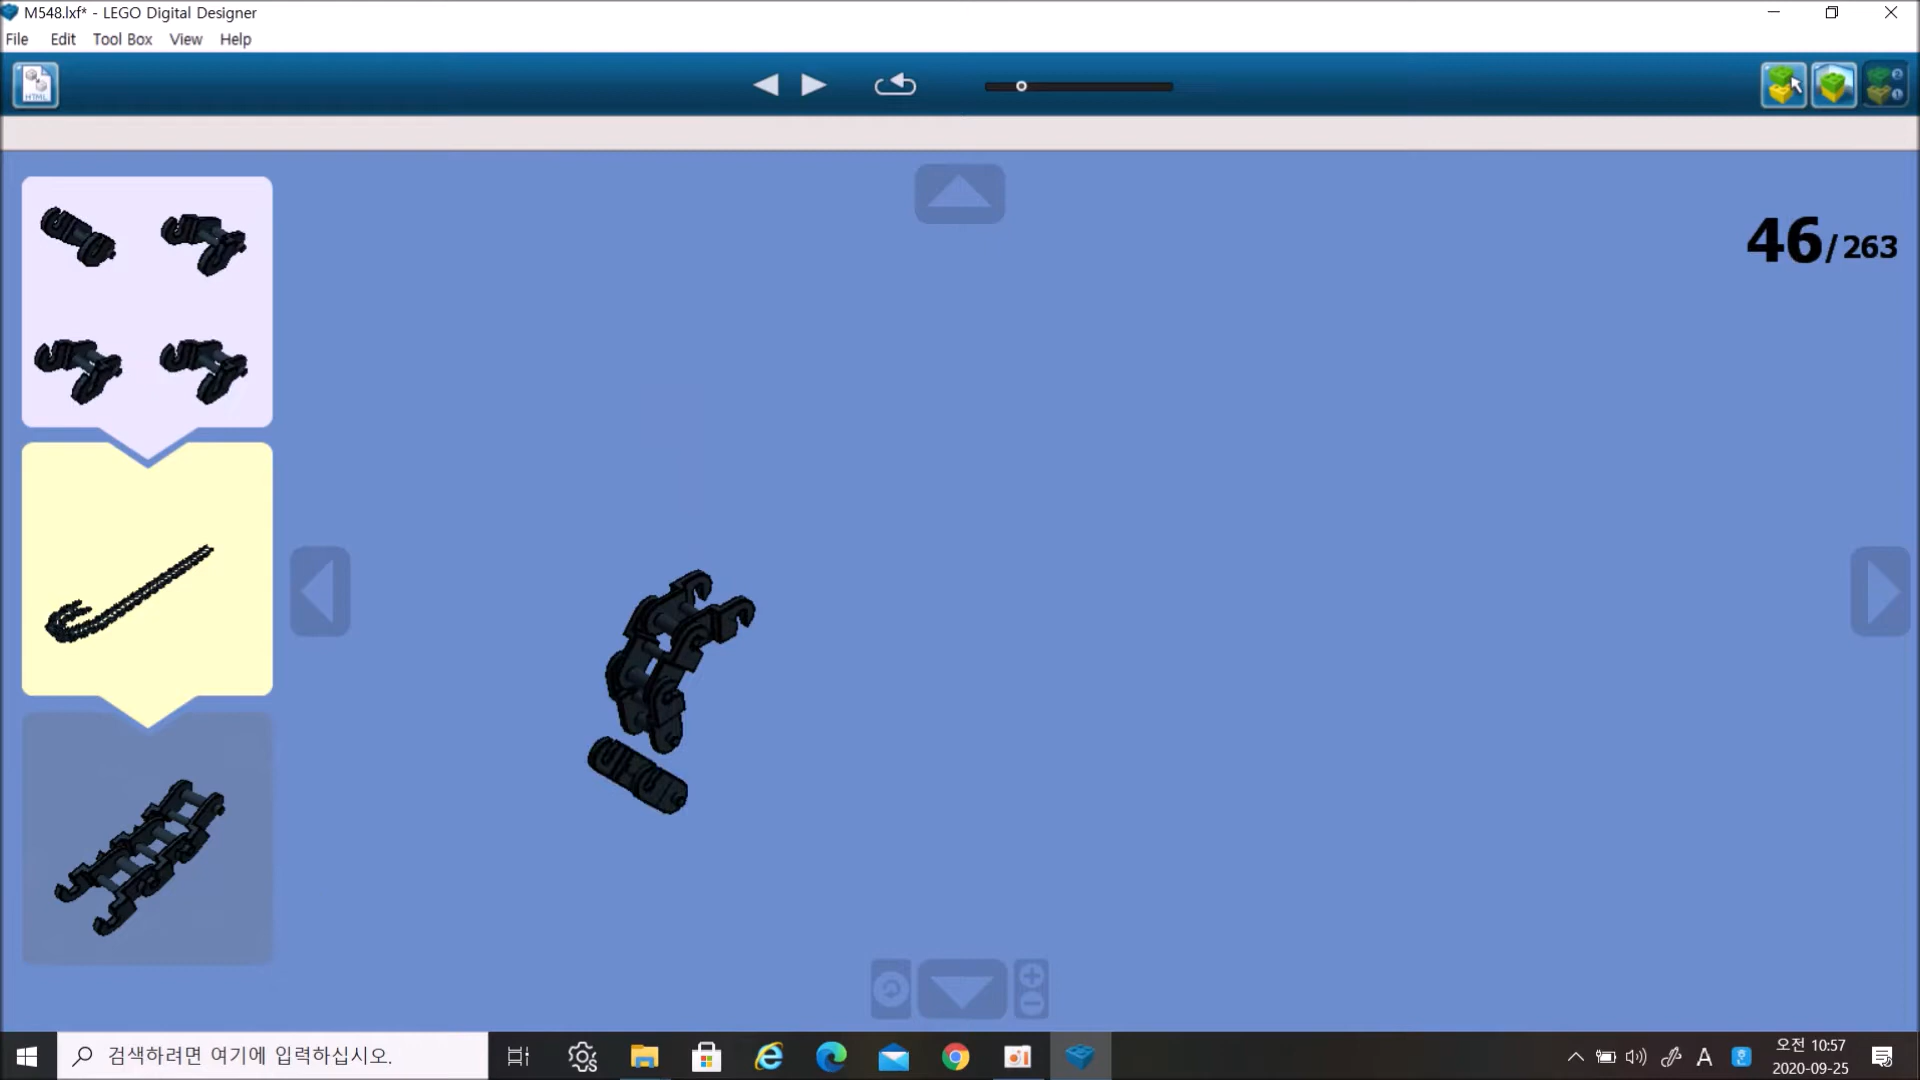 M548.lxf* - LEGO Digital Designer
File Edit Tool Box View Help
HTML
46/263
검색하려면 여기에 입력하십시오.
A
오전 10:57
2020-09-25